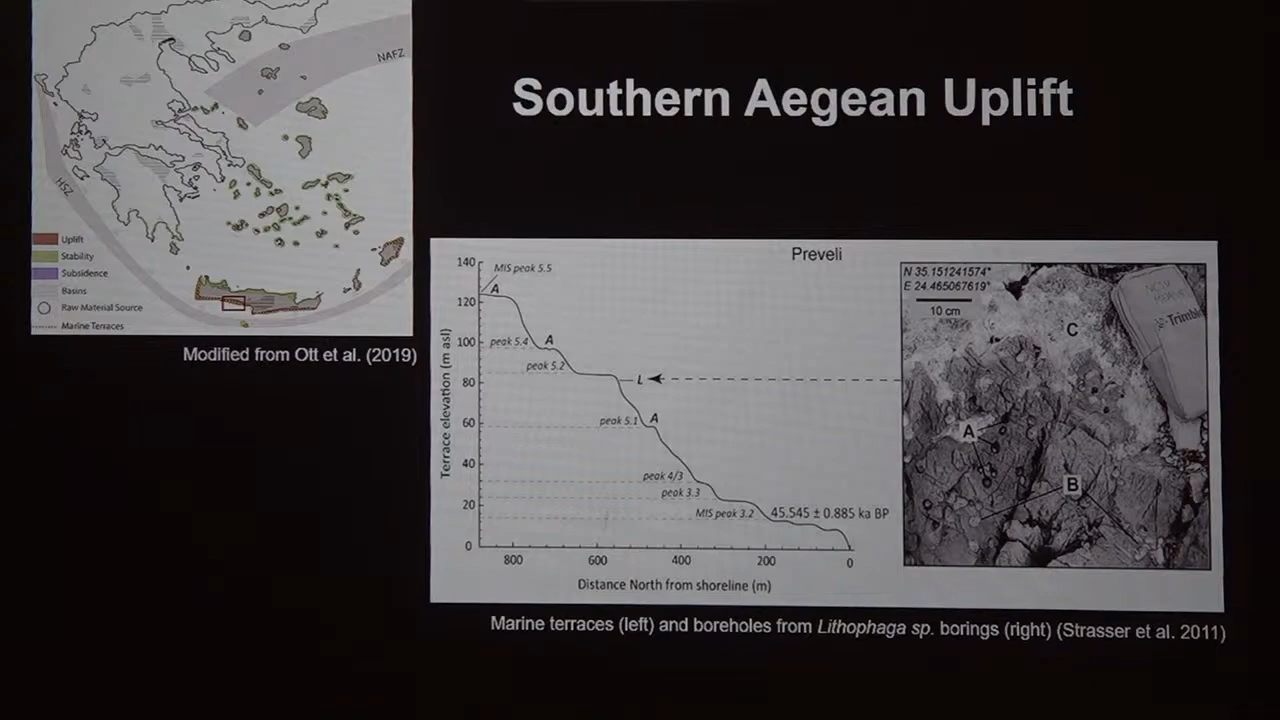 NAFZ
Southern Aegean Uplift
HSZ
Uplift
Stability
Subsidence
Basins
Raw Material Source
Marine Terraces
Modified from Ott et al. (2019)
Preveli
Terrace elevation (m asl)
140
120
100
80
60
40
20
0
MIS peak 5.5
A
peak 5.4
A
peak 5.2
L
peak 5.1
A
peak 4/3
peak 3.3
MIS peak 3.2
45.545 ± 0.885 ka BP
800
600
400
200
0
Distance North from shoreline (m)
N 35.151241574°
E 24.465067619°
10 cm
C
Trimble
A
B
Marine terraces (left) and boreholes from Lithophaga sp. borings (right) (Strasser et al. 2011)